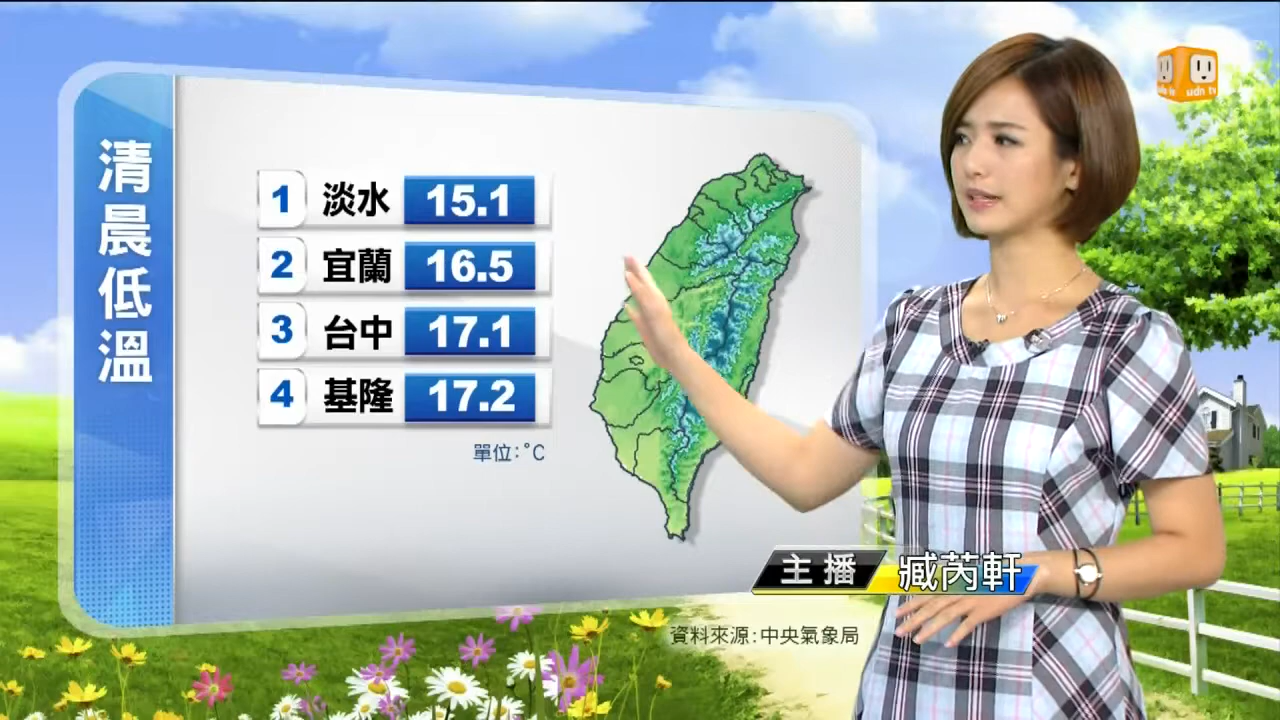 清晨低溫
1 淡水 15.1
2 宜蘭 16.5
3 台中 17.1
4 基隆 17.2
單位:°C
udn tv
主播 臧芮軒
資料來源:中央氣象局